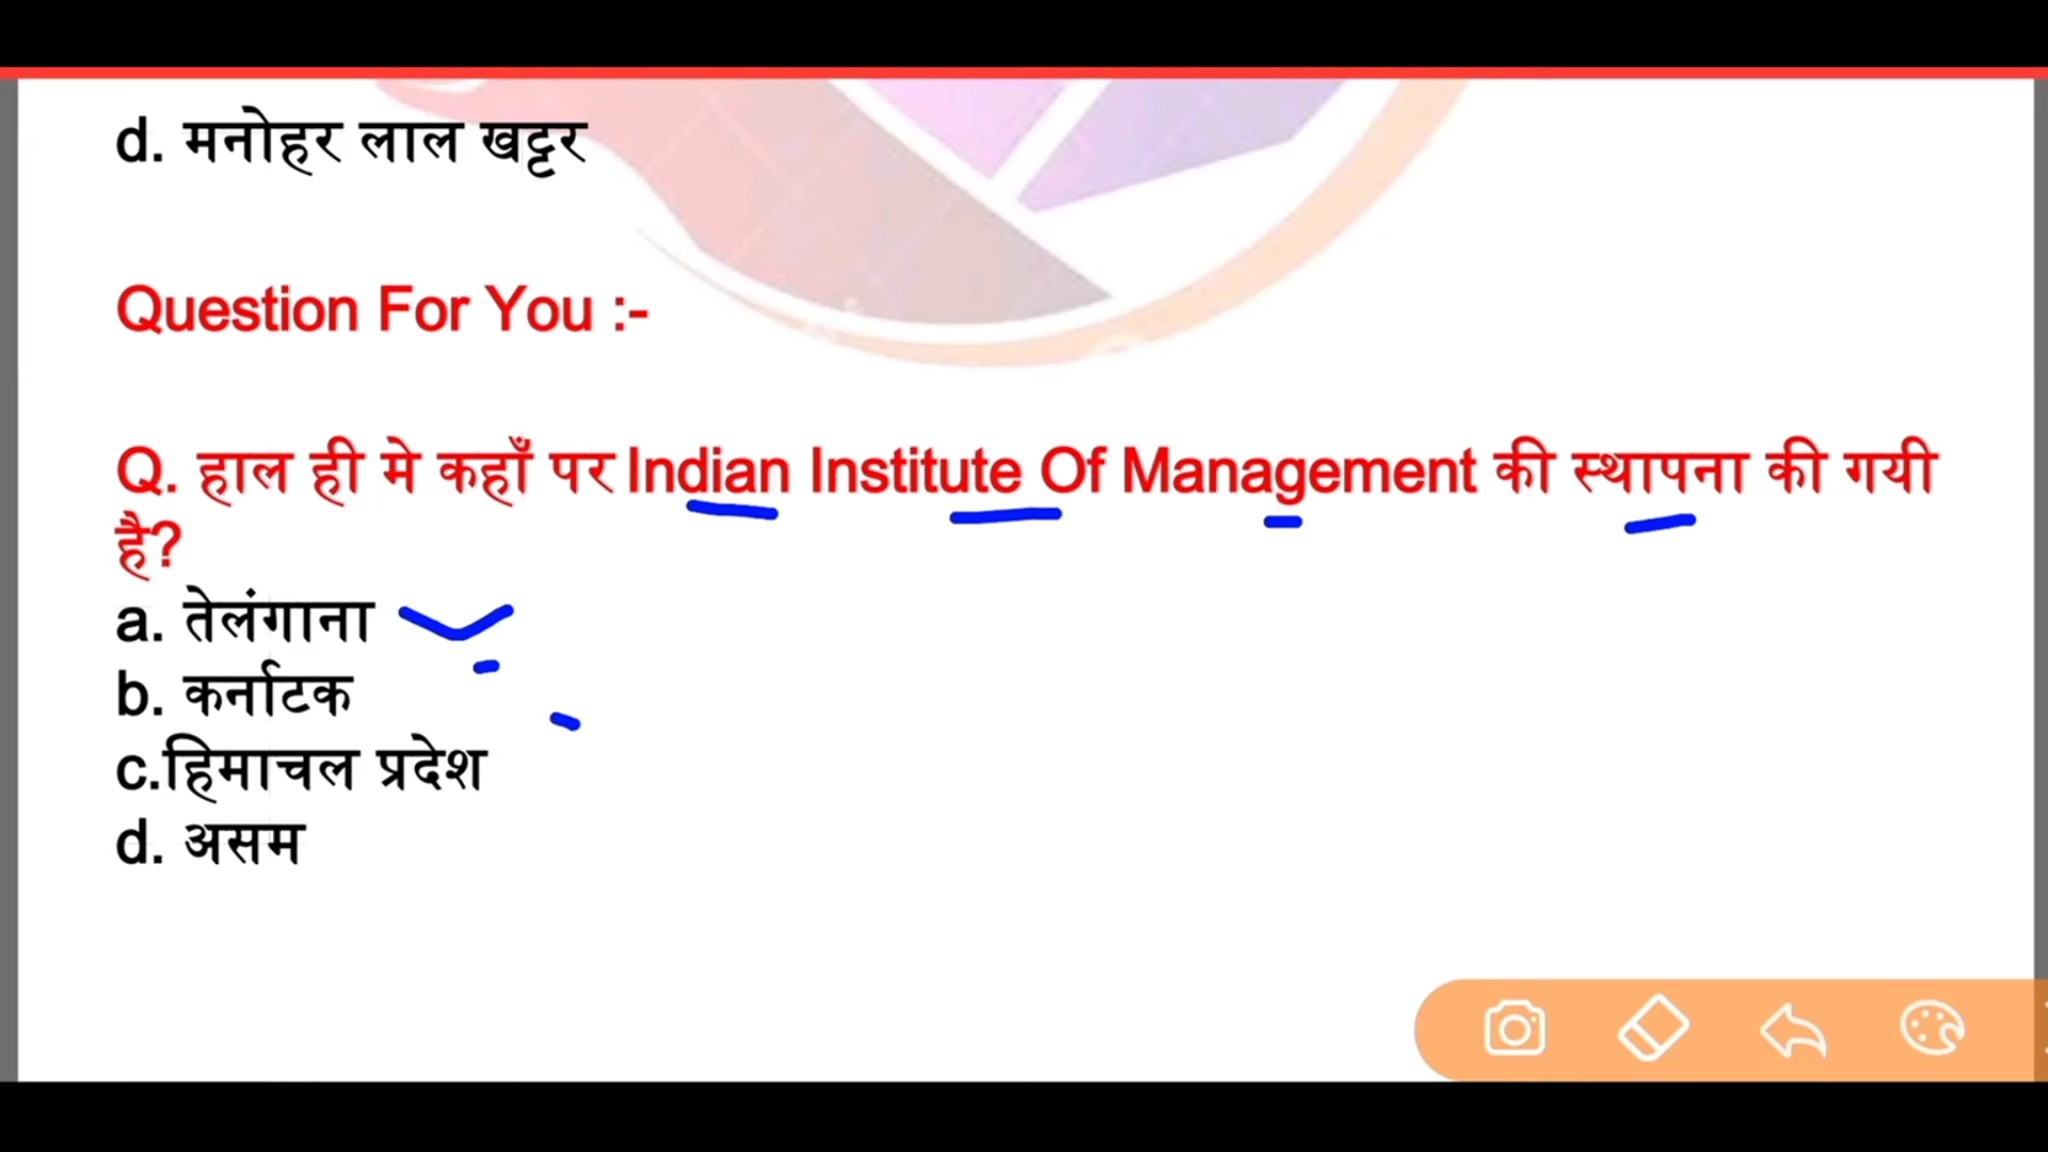 d. मनोहर लाल खट्टर
Question For You :-
Q. हाल ही मे कहाँ पर Indian Institute Of Management की स्थापना की गयी
है?
a. तेलंगाना
b. कर्नाटक
c.हिमाचल प्रदेश
d. असम